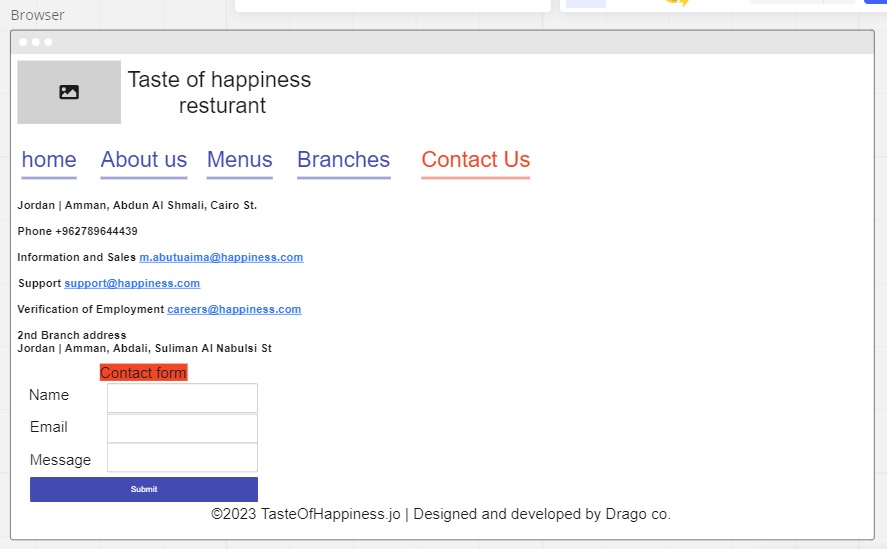 Browser
Taste of happiness
resturant
home About us Menus Branches Contact Us
Jordan | Amman, Abdun Al Shmali, Cairo St.
Phone +962789644439
Information and Sales m.abutuaima@happiness.com
Support support@happiness.com
Verification of Employment careers@happiness.com
2nd Branch address
Jordan | Amman, Abdali, Suliman Al Nabulsi St
Contact form
Name
Email
Message
Submit
©2023 TasteOfHappiness.jo | Designed and developed by Drago co.